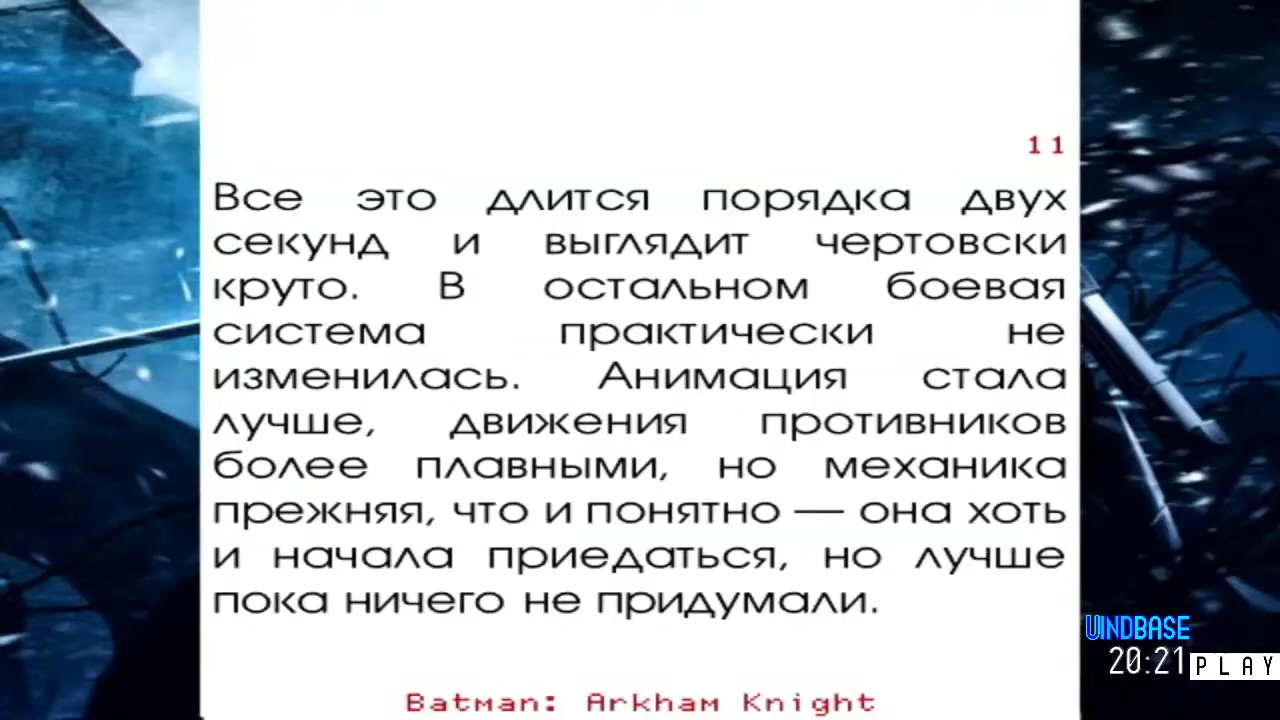 11
Все это длится порядка двух
секунд и выглядит чертовски
круто. В остальном боевая
система практически не
изменилась. Анимация стала
лучше, движения противников
более плавными, но механика
прежняя, что и понятно — она хоть
и начала приедаться, но лучше
пока ничего не придумали.
UINDBASE
20:21 PLAY
Batman: Arkham Knight